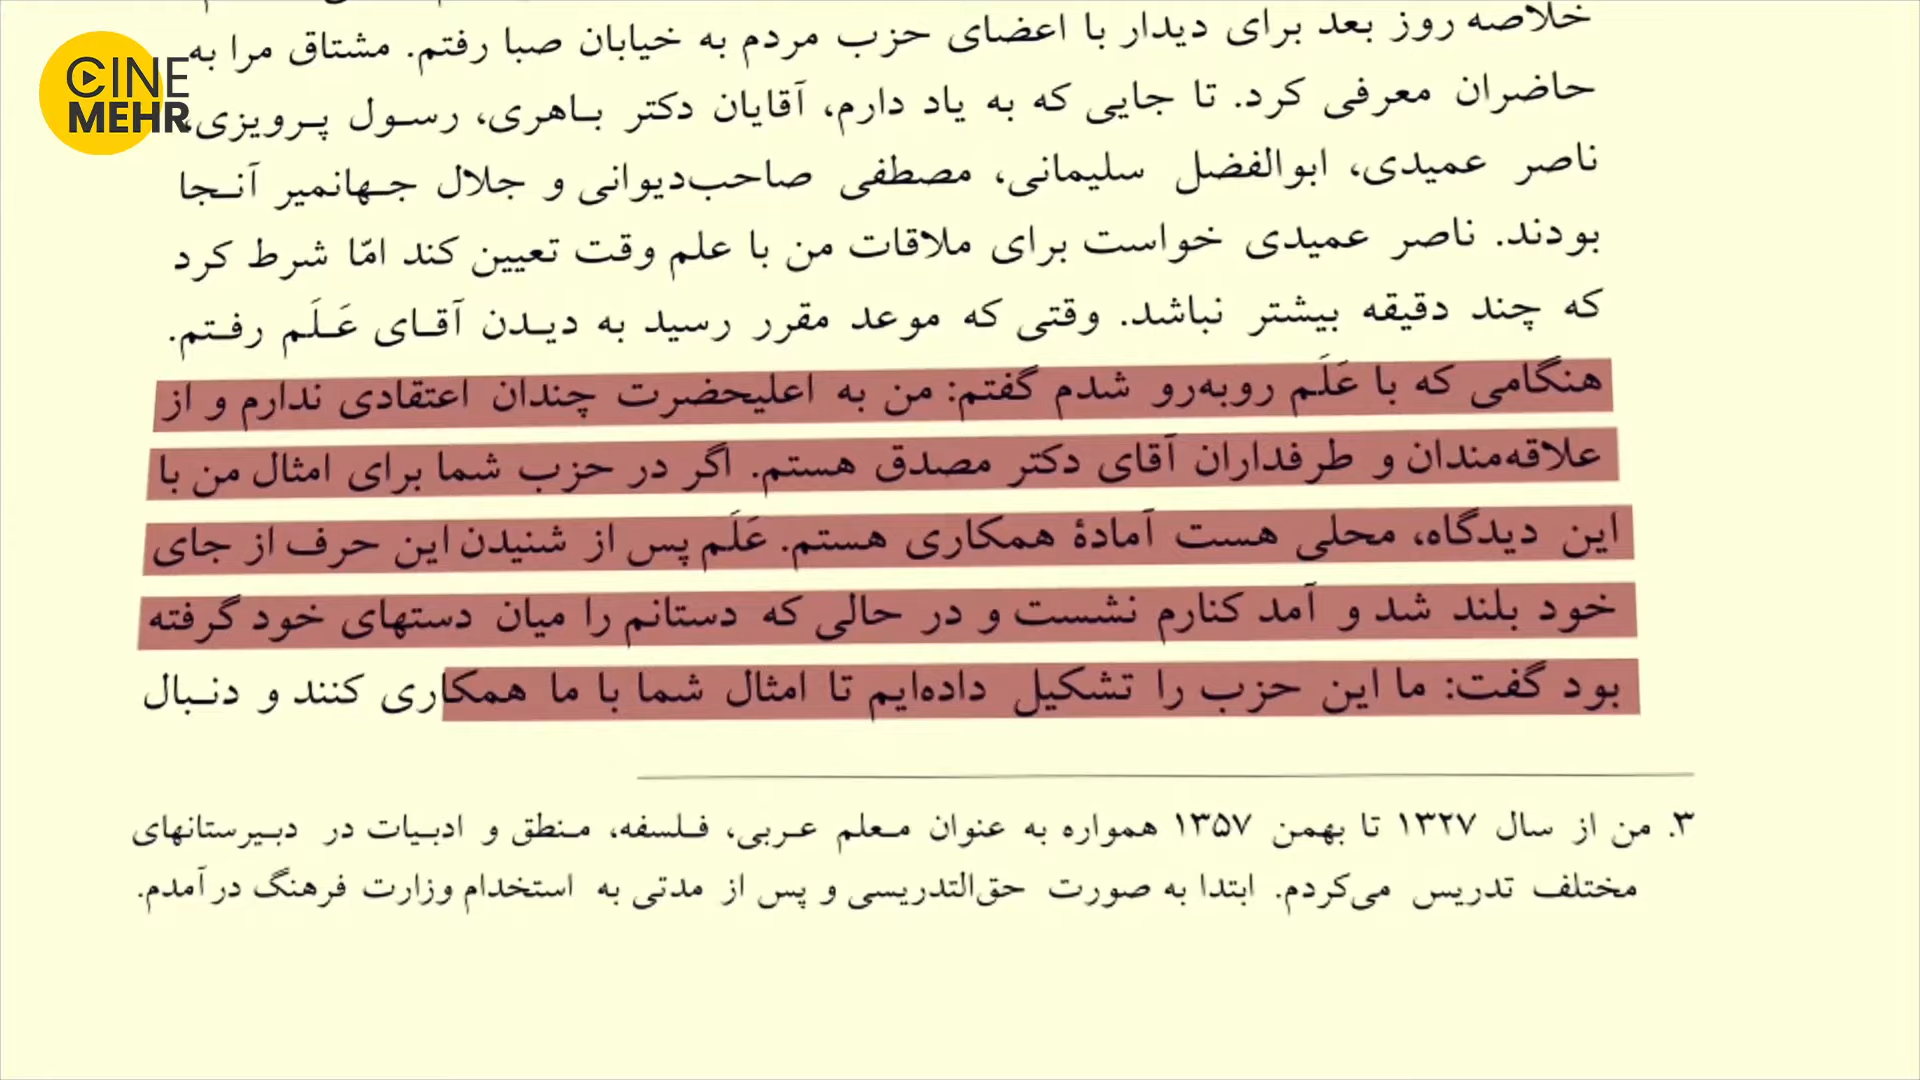 CINE
MEHR
خلاصه روز بعد برای دیدار با اعضای حزب مردم به خیابان صبا رفتم. مشتاق مرا به
حاضران معرفی کرد. تا جایی که به یاد دارم، آقایان دکتر باهری، رسول پرویزی،
ناصر عمیدی، ابوالفضل سلیمانی، مصطفی صاحب‌دیوانی و جلال جهانمیر آنجا
بودند. ناصر عمیدی خواست برای ملاقات من با علم وقت تعیین کند امّا شرط کرد
که چند دقیقه بیشتر نباشد. وقتی که موعد مقرر رسید به دیدن آقای عَلَم رفتم.
هنگامی که با عَلَم روبه‌رو شدم گفتم: من به اعلیحضرت چندان اعتقادی ندارم و از
علاقه‌مندان و طرفداران آقای دکتر مصدق هستم. اگر در حزب شما برای امثال من با
این دیدگاه، محلی هست آمادهٔ همکاری هستم. عَلَم پس از شنیدن این حرف از جای
خود بلند شد و آمد کنارم نشست و در حالی که دستانم را میان دستهای خود گرفته
بود گفت: ما این حزب را تشکیل داده‌ایم تا امثال شما با ما همکاری کنند و دنبال
۳. من از سال ۱۳۲۷ تا بهمن ۱۳۵۷ همواره به عنوان معلم عربی، فلسفه، منطق و ادبیات در دبیرستانهای
مختلف تدریس می‌کردم. ابتدا به صورت حق‌التدریسی و پس از مدتی به استخدام وزارت فرهنگ درآمدم.